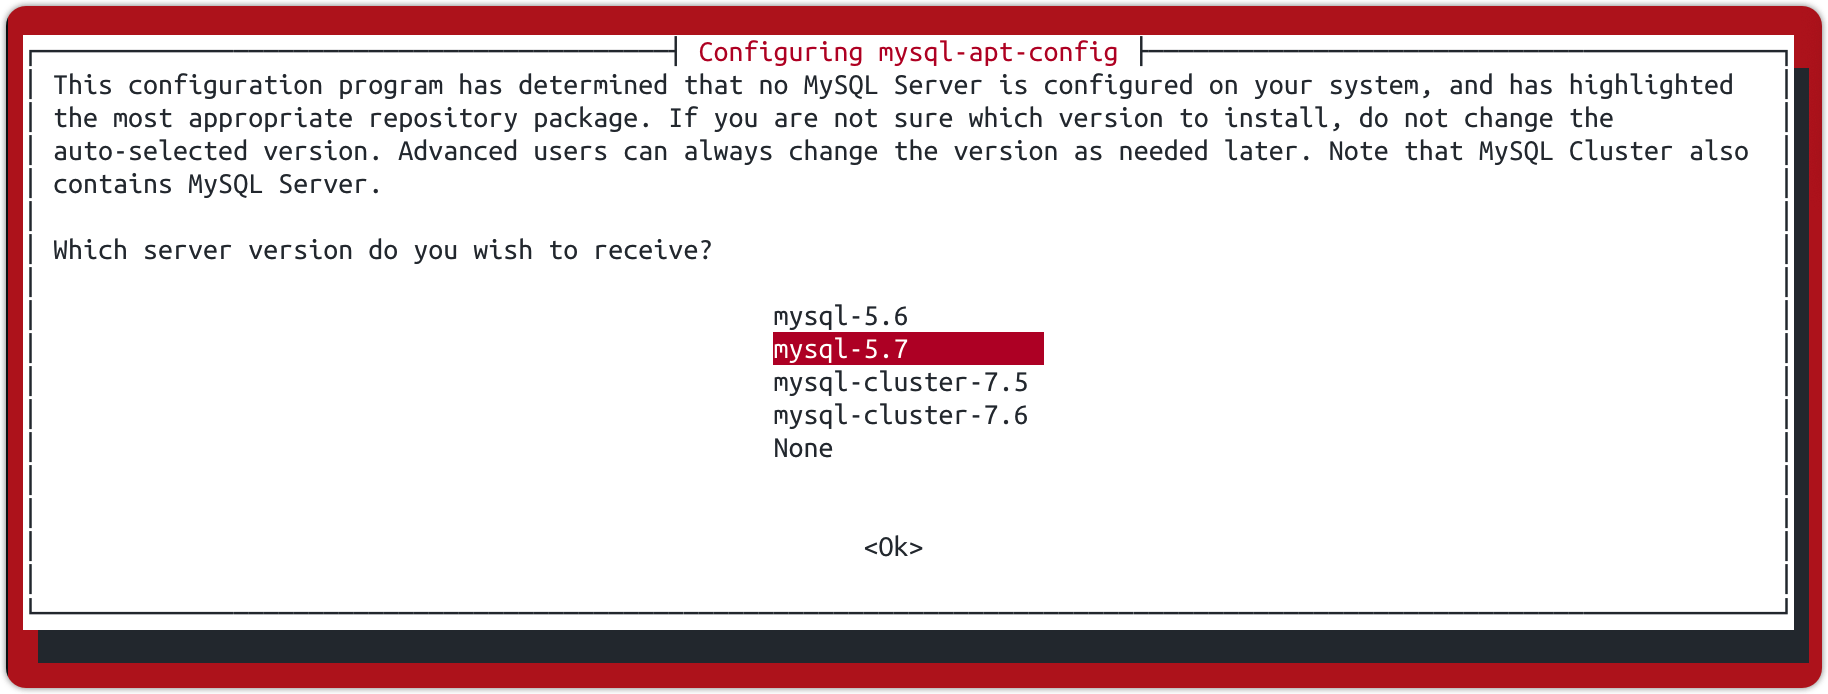 Configuring mysql-apt-config
This configuration program has determined that no MySQL Server is configured on your system, and has highlighted
the most appropriate repository package. If you are not sure which version to install, do not change the
auto-selected version. Advanced users can always change the version as needed later. Note that MySQL Cluster also
contains MySQL Server.
Which server version do you wish to receive?
mysql-5.6
mysql-5.7
mysql-cluster-7.5
mysql-cluster-7.6
None
<Ok>